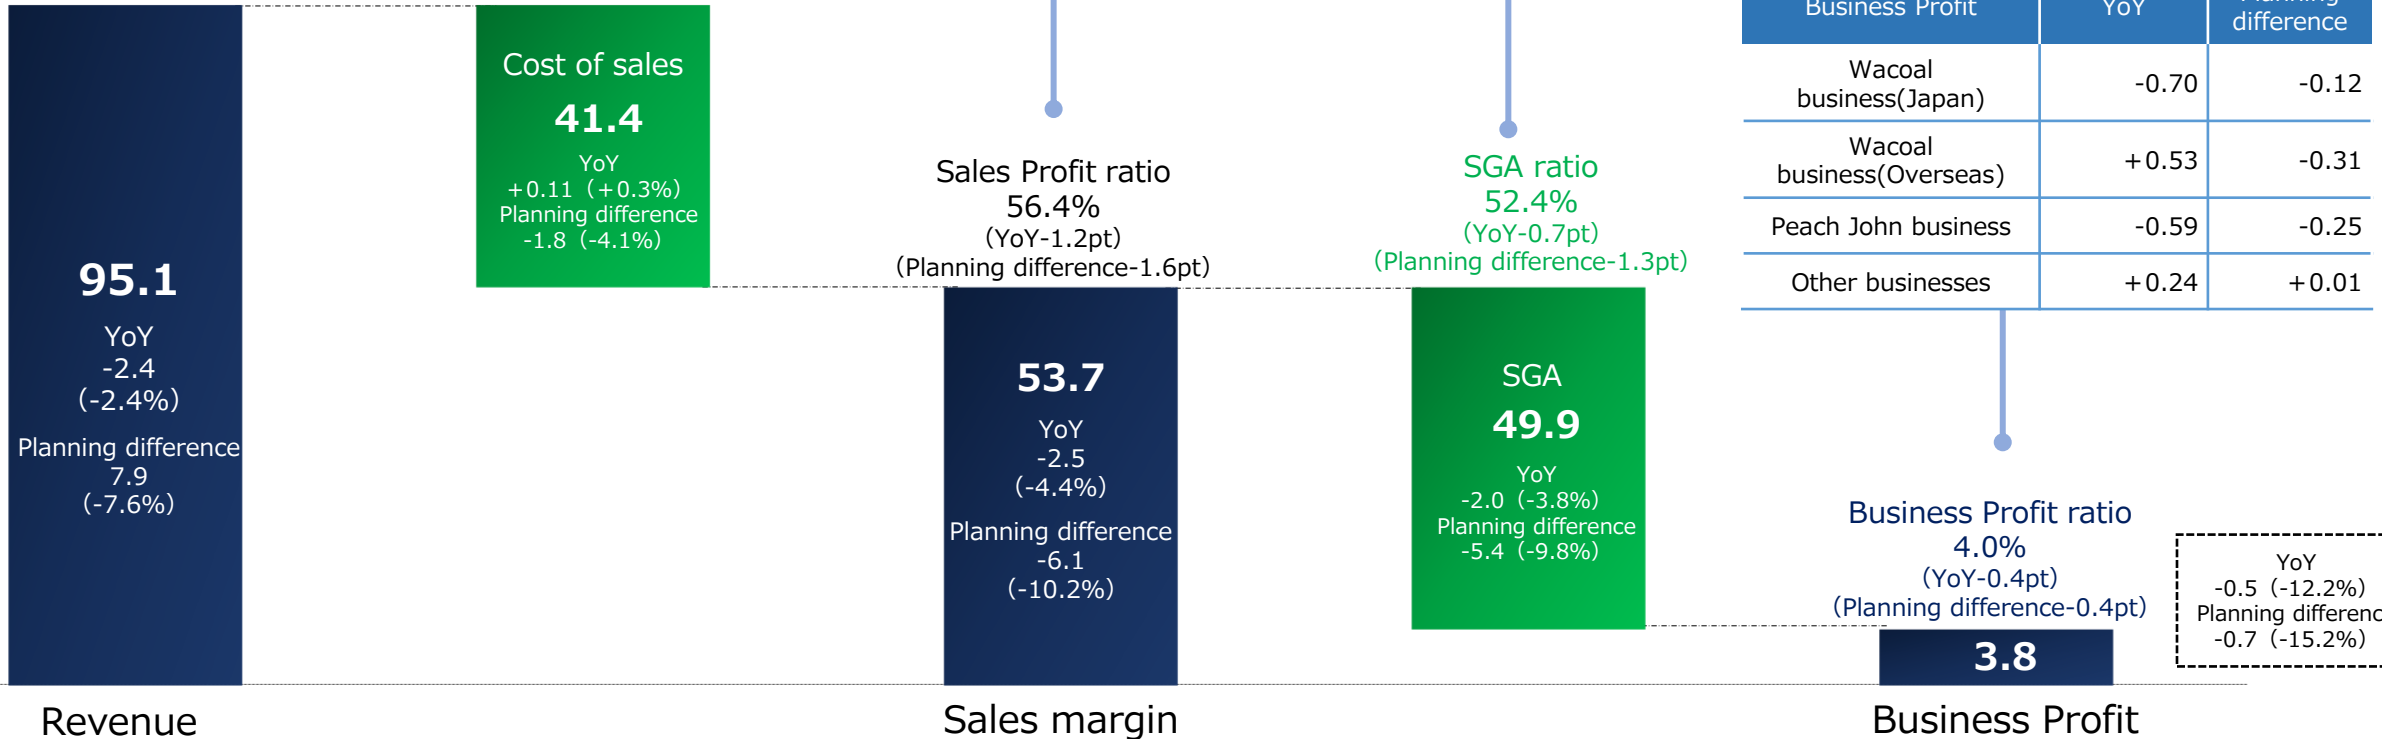 95.1
YoY
-2.4
(-2.4%)
Planning difference
7.9
(-7.6%)
Revenue
Cost of sales
41.4
YoY
+0.11 (+0.3%)
Planning difference
-1.8 (-4.1%)
Sales Profit ratio
56.4%
(YoY-1.2pt)
(Planning difference-1.6pt)
53.7
YoY
-2.5
(-4.4%)
Planning difference
-6.1
(-10.2%)
Sales margin
SGA ratio
52.4%
(YoY-0.7pt)
(Planning difference-1.3pt)
SGA
49.9
YoY
-2.0 (-3.8%)
Planning difference
-5.4 (-9.8%)
Business Profit YoY Planning
difference
Wacoal
business(Japan) -0.70 -0.12
Wacoal
business(Overseas) +0.53 -0.31
Peach John business -0.59 -0.25
Other businesses +0.24 +0.01
Business Profit ratio
4.0%
(YoY-0.4pt)
(Planning difference-0.4pt)
YoY
-0.5 (-12.2%)
Planning differenc
-0.7 (-15.2%)
3.8
Business Profit